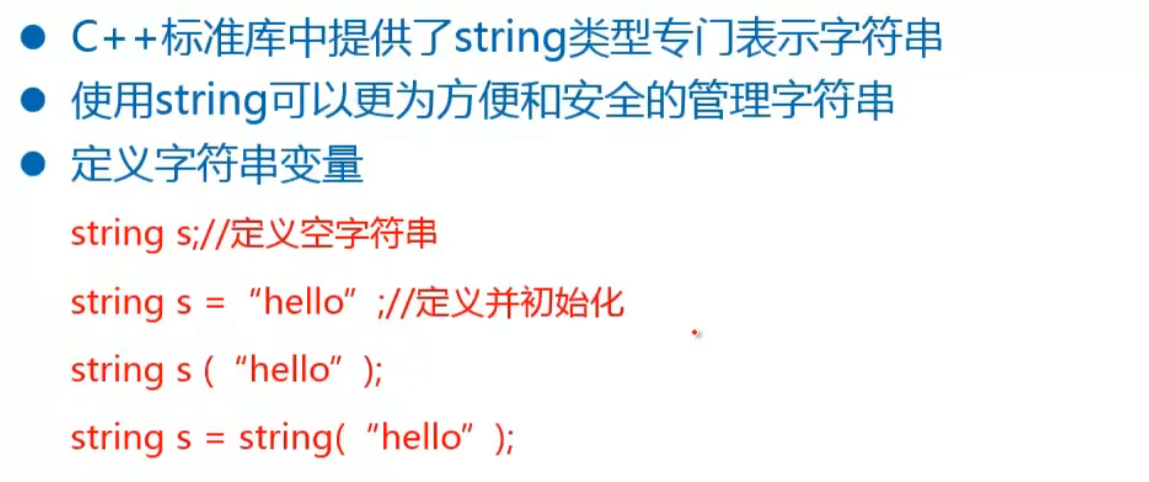 ● C++标准库中提供了string类型专门表示字符串
● 使用string可以更为方便和安全的管理字符串
● 定义字符串变量
string s;//定义空字符串
string s = “hello”;//定义并初始化
string s (“hello”);
string s = string(“hello”);